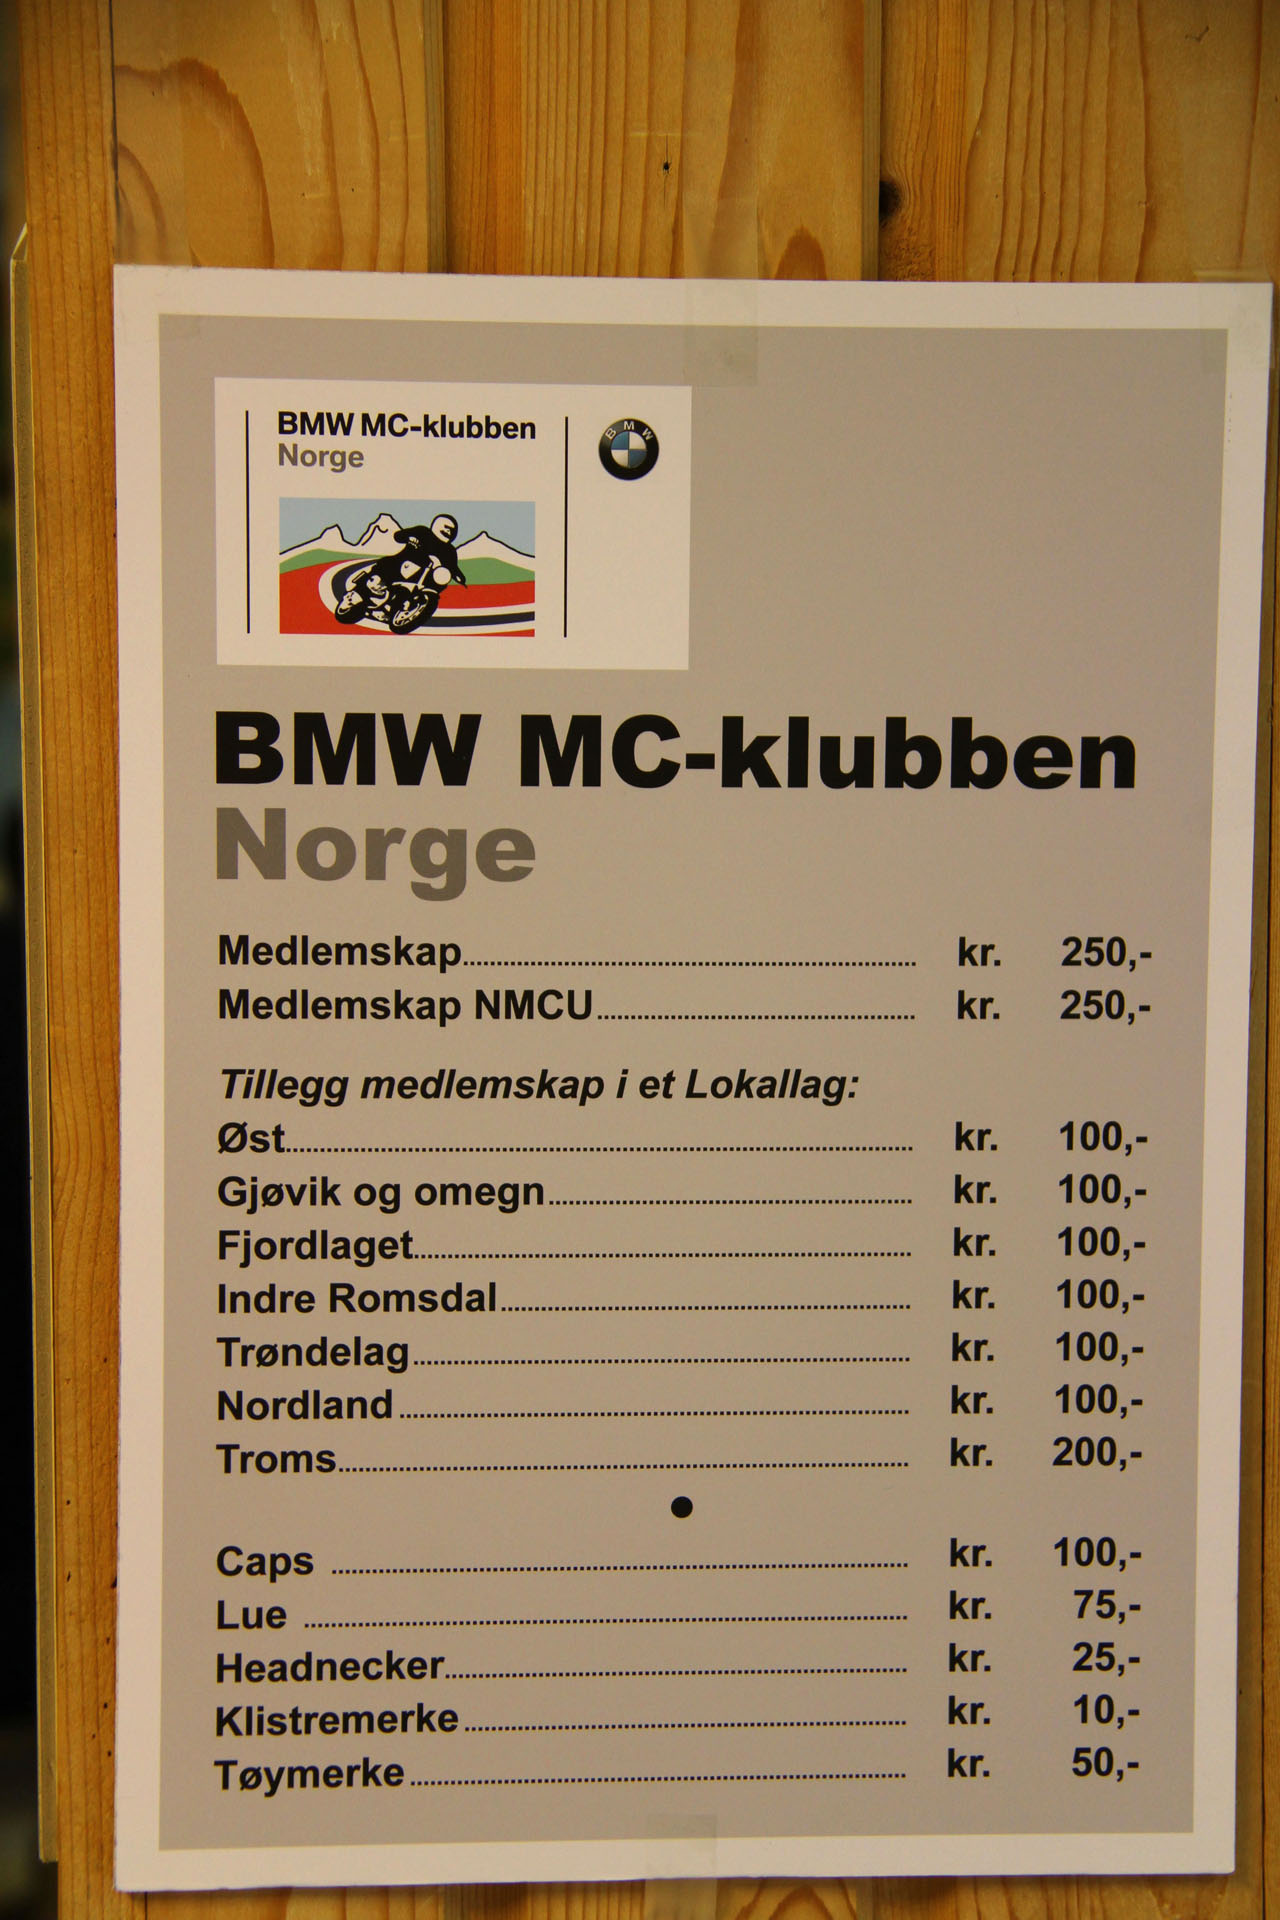 BMW MC-klubben
Norge
BMW
BMW MC-klubben
Norge
Medlemskap........ kr. 250,-
Medlemskap NMCU........ kr. 250,-
Tillegg medlemskap i et Lokallag:
Øst........ kr. 100,-
Gjøvik og omegn........ kr. 100,-
Fjordlaget........ kr. 100,-
Indre Romsdal........ kr. 100,-
Trøndelag........ kr. 100,-
Nordland........ kr. 100,-
Troms........ kr. 200,-
•
Caps ........ kr. 100,-
Lue ........ kr. 75,-
Headnecker........ kr. 25,-
Klistremerke........ kr. 10,-
Tøymerke........ kr. 50,-